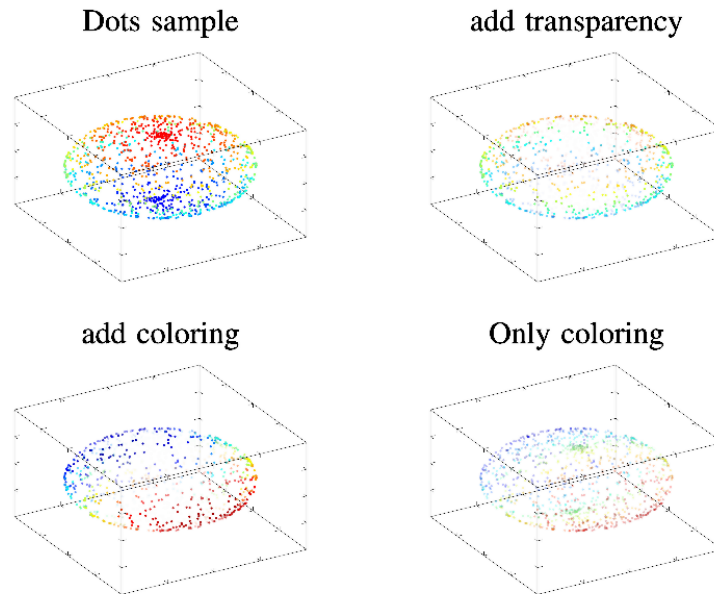 Dots sample
add transparency
add coloring
Only coloring